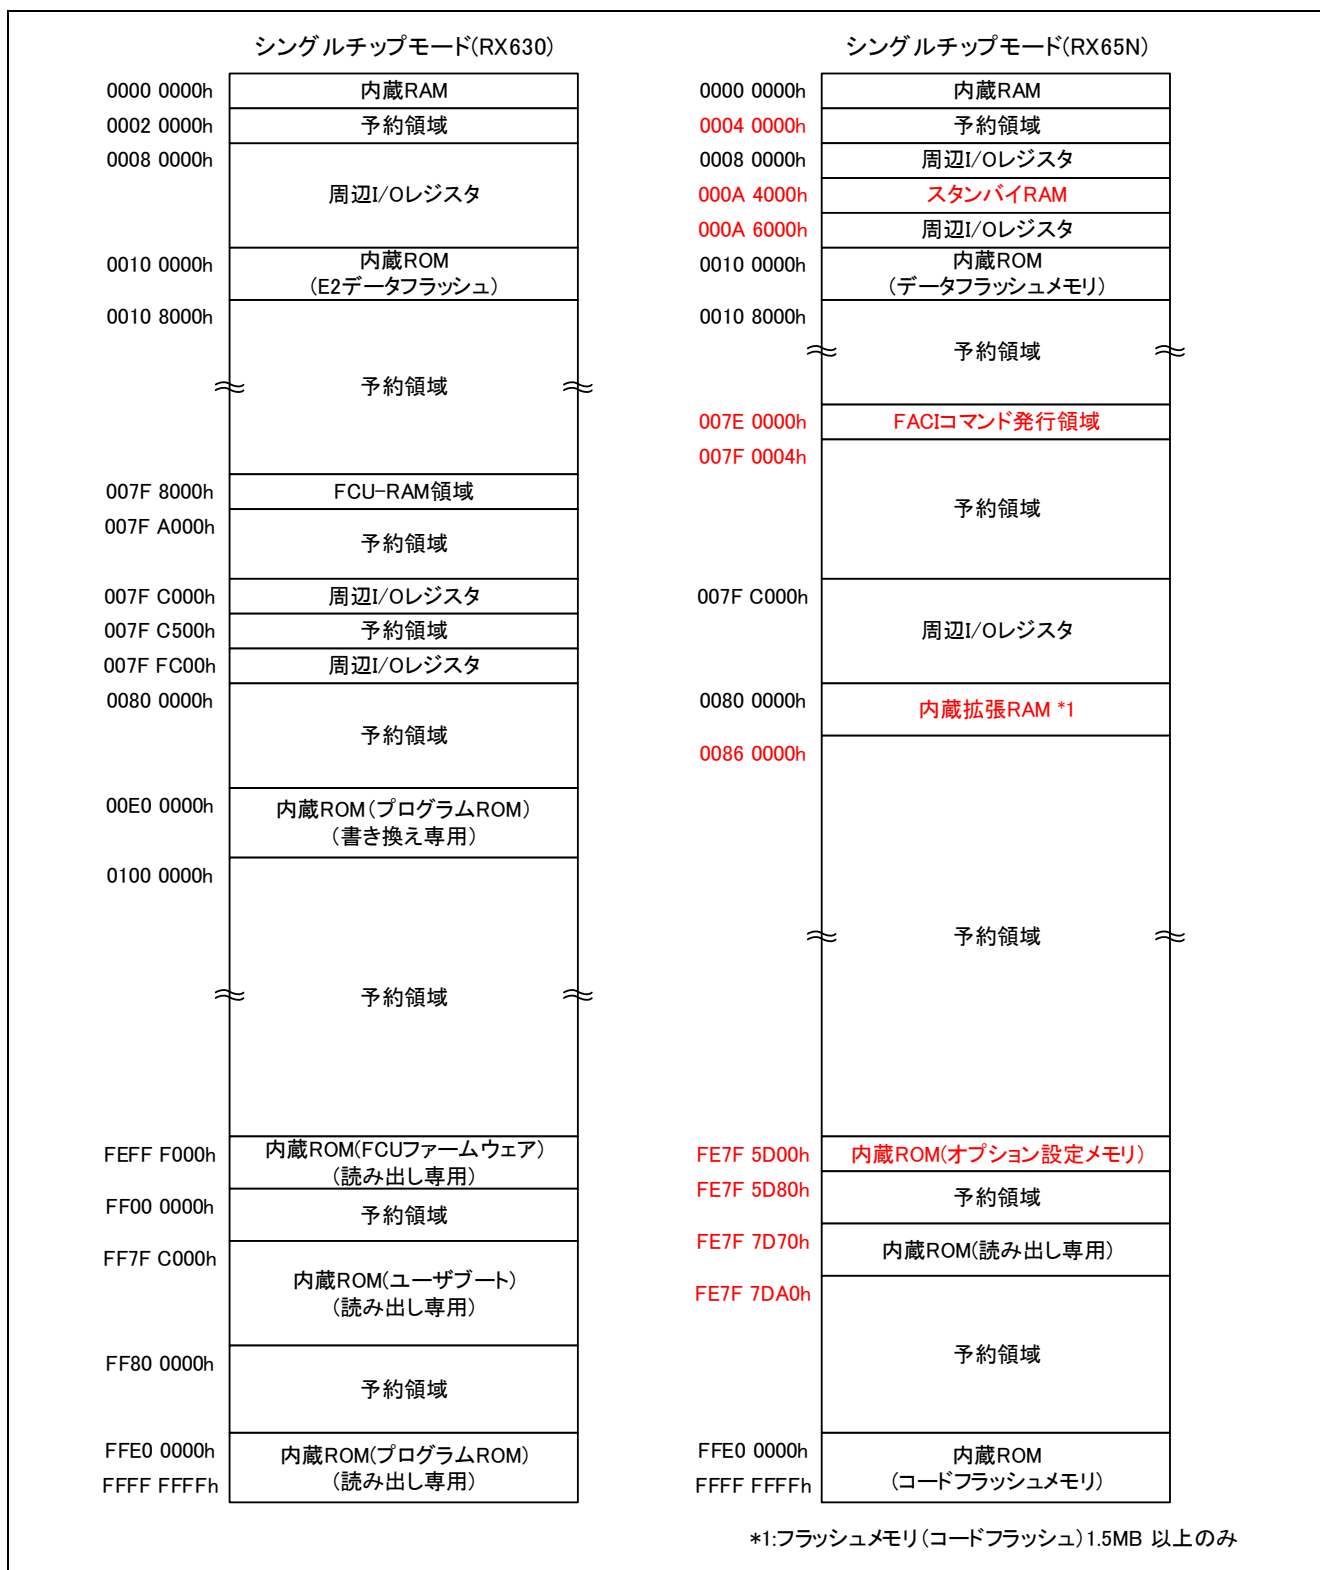 シングルチップモード(RX630)
0000 0000h 内蔵RAM
0002 0000h 予約領域
0008 0000h 周辺I/Oレジスタ
0010 0000h 内蔵ROM
(E2データフラッシュ)
0010 8000h 予約領域
007F 8000h FCU-RAM領域
007F A000h 予約領域
007F C000h 周辺I/Oレジスタ
007F C500h 予約領域
007F FC00h 周辺I/Oレジスタ
0080 0000h 予約領域
00E0 0000h 内蔵ROM(プログラムROM)
(書き換え専用)
0100 0000h 予約領域
FEFF F000h 内蔵ROM(FCUファームウェア)
(読み出し専用)
FF00 0000h 予約領域
FF7F C000h 内蔵ROM(ユーザブート)
(読み出し専用)
FF80 0000h 予約領域
FFE0 0000h 内蔵ROM(プログラムROM)
FFFF FFFFh (読み出し専用)
シングルチップモード(RX65N)
0000 0000h 内蔵RAM
0004 0000h 予約領域
0008 0000h 周辺I/Oレジスタ
000A 4000h スタンバイRAM
000A 6000h 周辺I/Oレジスタ
0010 0000h 内蔵ROM
(データフラッシュメモリ)
0010 8000h 予約領域
007E 0000h FACIコマンド発行領域
007F 0004h 予約領域
007F C000h 周辺I/Oレジスタ
0080 0000h 内蔵拡張RAM *1
0086 0000h 予約領域
FE7F 5D00h 内蔵ROM(オプション設定メモリ)
FE7F 5D80h 予約領域
FE7F 7D70h 内蔵ROM(読み出し専用)
FE7F 7DA0h 予約領域
FFE0 0000h 内蔵ROM
FFFF FFFFh (コードフラッシュメモリ)
*1:フラッシュメモリ(コードフラッシュ)1.5MB 以上のみ